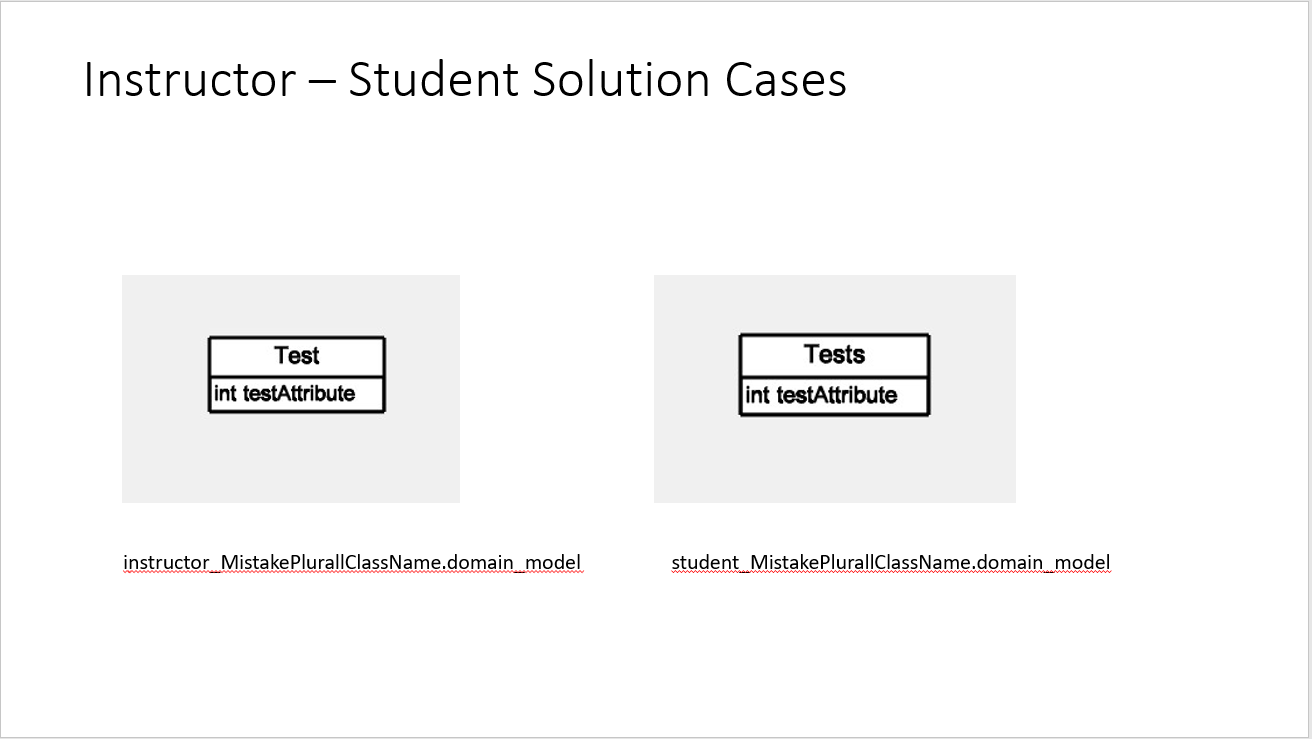 Instructor – Student Solution Cases
Test
int testAttribute
Tests
int testAttribute
instructor_MistakePlurallClassName.domain_model
student_MistakePlurallClassName.domain_model